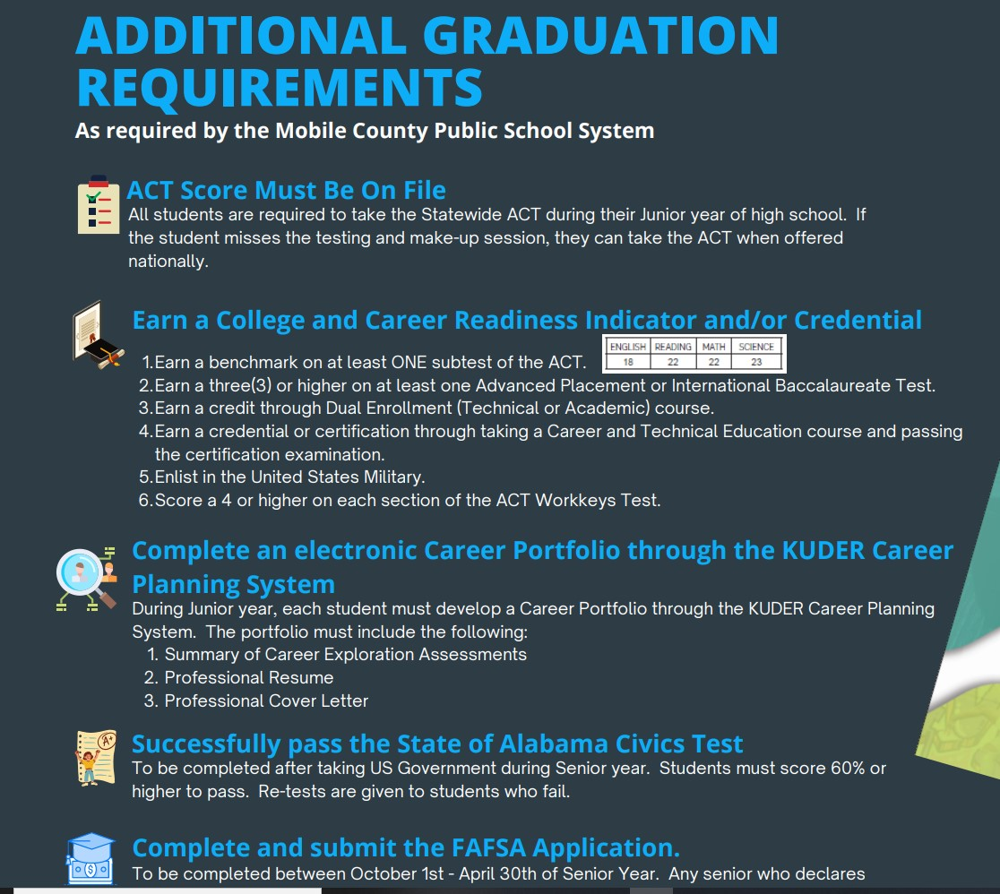 ADDITIONAL GRADUATION
REQUIREMENTS
As required by the Mobile County Public School System
ACT Score Must Be On File
All students are required to take the Statewide ACT during their Junior year of high school. If
the student misses the testing and make-up session, they can take the ACT when offered
nationally.
Earn a College and Career Readiness Indicator and/or Credential
ENGLISH READING MATH SCIENCE
18 22 22 23
1.Earn a benchmark on at least ONE subtest of the ACT.
2.Earn a three(3) or higher on at least one Advanced Placement or International Baccalaureate Test.
3.Earn a credit through Dual Enrollment (Technical or Academic) course.
4.Earn a credential or certification through taking a Career and Technical Education course and passing
the certification examination.
5.Enlist in the United States Military.
6.Score a 4 or higher on each section of the ACT Workkeys Test.
Complete an electronic Career Portfolio through the KUDER Career
Planning System
During Junior year, each student must develop a Career Portfolio through the KUDER Career Planning
System. The portfolio must include the following:
1. Summary of Career Exploration Assessments
2. Professional Resume
3. Professional Cover Letter
A+
Successfully pass the State of Alabama Civics Test
To be completed after taking US Government during Senior year. Students must score 60% or
higher to pass. Re-tests are given to students who fail.
$
Complete and submit the FAFSA Application.
To be completed between October 1st - April 30th of Senior Year. Any senior who declares